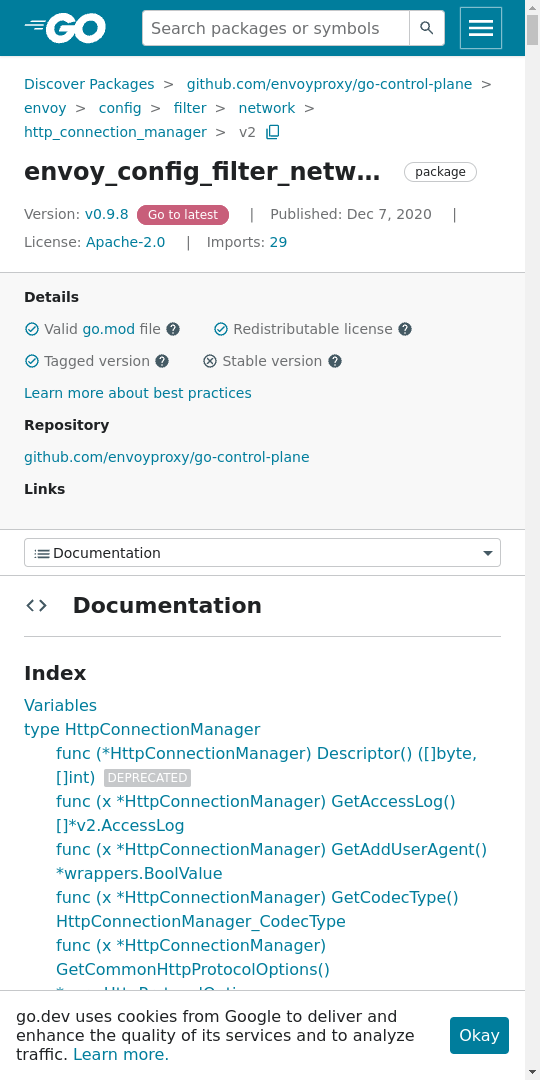 GO
Search packages or symbols
Discover Packages > github.com/envoyproxy/go-control-plane >
envoy > config > filter > network >
http_connection_manager > v2
envoy_config_filter_netw... package
Version: v0.9.8 Go to latest | Published: Dec 7, 2020 |
License: Apache-2.0 | Imports: 29
Details
Valid go.mod file ? Redistributable license ?
Tagged version ? Stable version ?
Learn more about best practices
Repository
github.com/envoyproxy/go-control-plane
Links
Documentation
Documentation
Index
Variables
type HttpConnectionManager
func (*HttpConnectionManager) Descriptor() ([]byte,
[]int) DEPRECATED
func (x *HttpConnectionManager) GetAccessLog()
[]*v2.AccessLog
func (x *HttpConnectionManager) GetAddUserAgent()
*wrappers.BoolValue
func (x *HttpConnectionManager) GetCodecType()
HttpConnectionManager_CodecType
func (x *HttpConnectionManager)
GetCommonHttpProtocolOptions()
go.dev uses cookies from Google to deliver and
enhance the quality of its services and to analyze
traffic. Learn more.
Okay